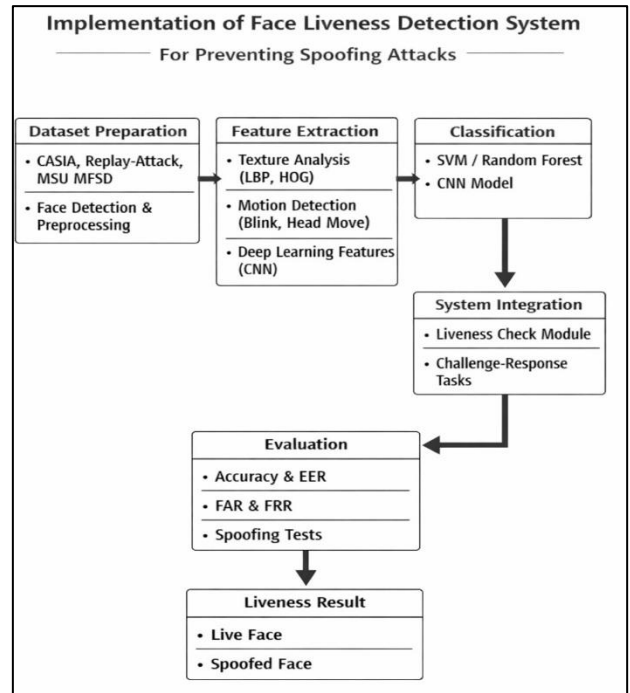 Implementation of Face Liveness Detection System
For Preventing Spoofing Attacks
Dataset Preparation
• CASIA, Replay-Attack,
MSU MFSD
• Face Detection &
Preprocessing
Feature Extraction
• Texture Analysis
(LBP, HOG)
• Motion Detection
(Blink, Head Move)
• Deep Learning Features
(CNN)
Classification
• SVM / Random Forest
• CNN Model
System Integration
• Liveness Check Module
• Challenge-Response
Tasks
Evaluation
• Accuracy & EER
• FAR & FRR
• Spoofing Tests
Liveness Result
• Live Face
• Spoofed Face